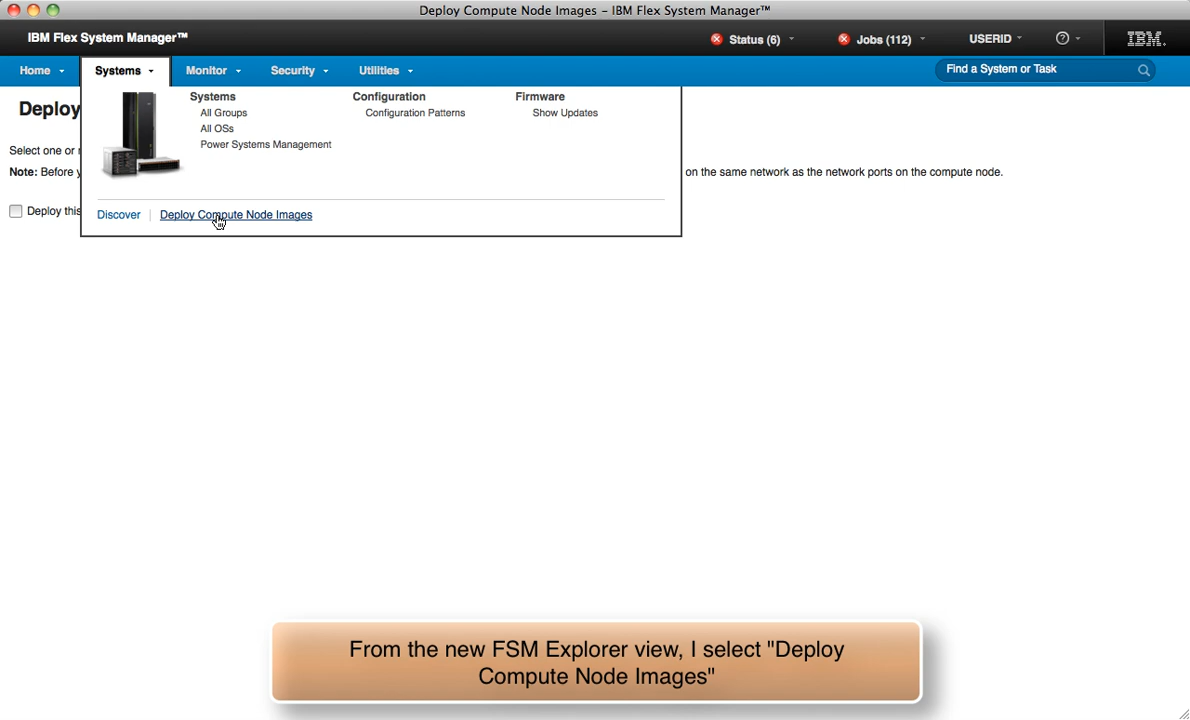 Deploy Compute Node Images – IBM Flex System Manager™
IBM Flex System Manager™
Status (6)
Jobs (112)
USERID
IBM.
Home
Systems
Monitor
Security
Utilities
Find a System or Task
Systems
All Groups
All OSs
Power Systems Management
Configuration
Configuration Patterns
Firmware
Show Updates
Discover
Deploy Compute Node Images
Deploy
Select one or
Note: Before
on the same network as the network ports on the compute node.
Deploy this
From the new FSM Explorer view, I select "Deploy
Compute Node Images"